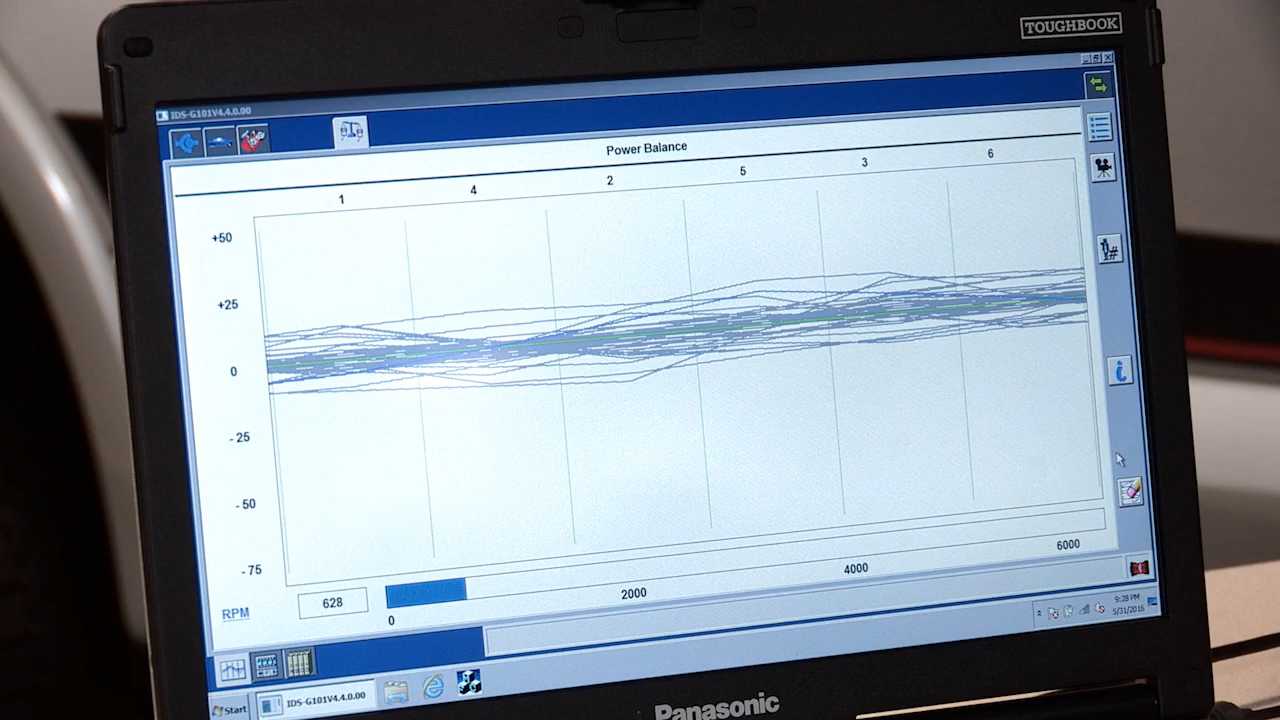 TOUGHBOOK
IDS-G101V4.4.0.00
Power Balance
1 4 2 5 3 6
+50
+25
0
- 25
- 50
- 75
RPM 628
0 2000 4000 6000
9:28 PM
5/31/2016
Start IDS-G101V4.4.0.00
Panasonic